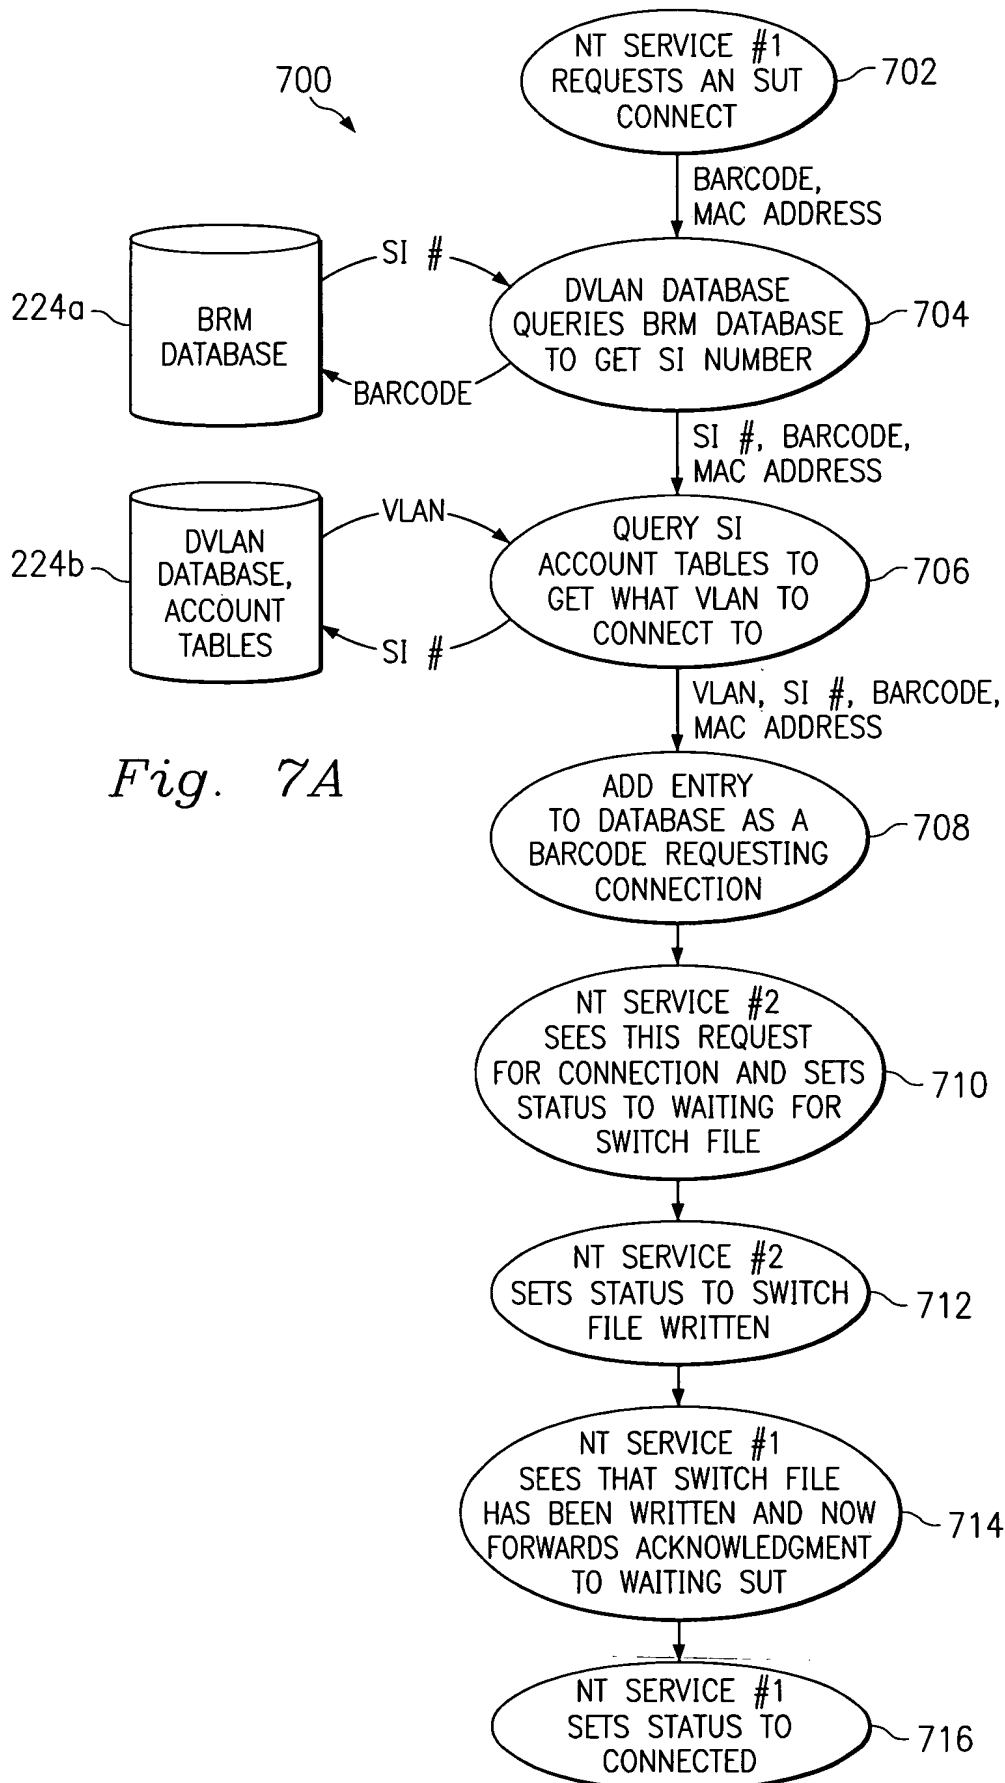 NT SERVICE #1
REQUESTS AN SUT
CONNECT
702
700
BARCODE,
MAC ADDRESS
SI #
224a
BRM
DATABASE
DVLAN DATABASE
QUERIES BRM DATABASE
TO GET SI NUMBER
704
BARCODE
SI #, BARCODE,
MAC ADDRESS
VLAN
224b
DVLAN
DATABASE,
ACCOUNT
TABLES
QUERY SI
ACCOUNT TABLES TO
GET WHAT VLAN TO
CONNECT TO
706
SI #
VLAN, SI #, BARCODE,
MAC ADDRESS
Fig. 7A
ADD ENTRY
TO DATABASE AS A
BARCODE REQUESTING
CONNECTION
708
NT SERVICE #2
SEES THIS REQUEST
FOR CONNECTION AND SETS
STATUS TO WAITING FOR
SWITCH FILE
710
NT SERVICE #2
SETS STATUS TO SWITCH
FILE WRITTEN
712
NT SERVICE #1
SEES THAT SWITCH FILE
HAS BEEN WRITTEN AND NOW
FORWARDS ACKNOWLEDGMENT
TO WAITING SUT
714
NT SERVICE #1
SETS STATUS TO
CONNECTED
716